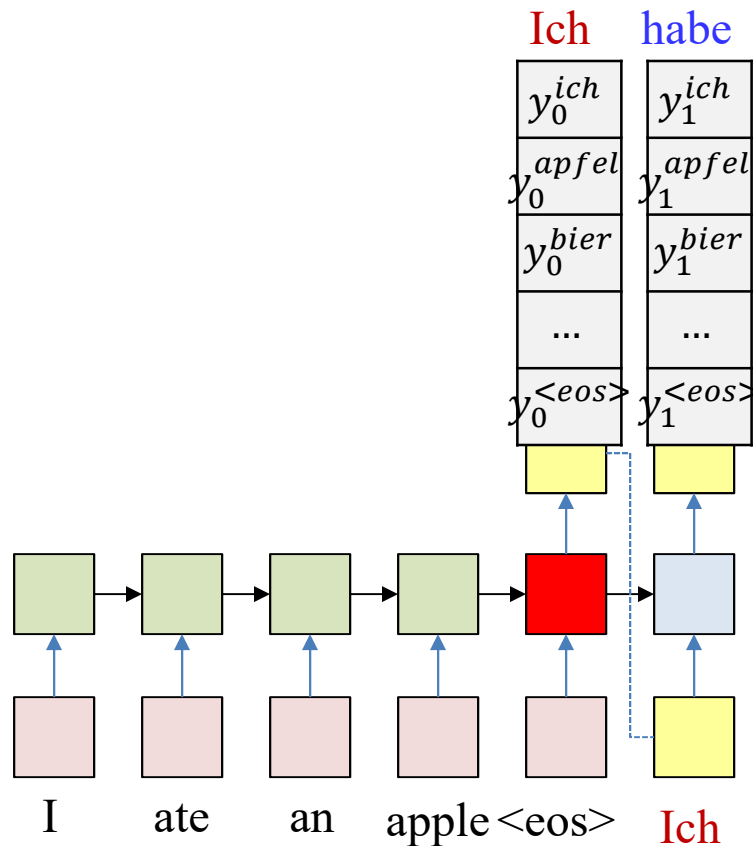 Ich habe
y_0^{ich} y_1^{ich}
y_0^{apfel} y_1^{apfel}
y_0^{bier} y_1^{bier}
... ...
y_0^{<eos>} y_1^{<eos>}
I ate an apple <eos> Ich